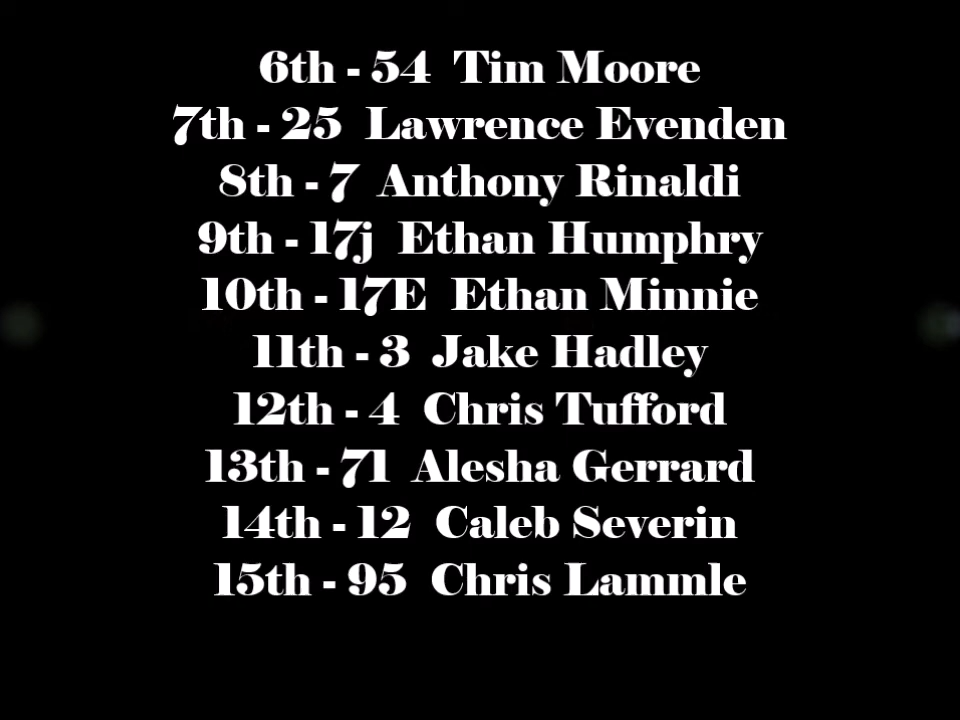 6th - 54 Tim Moore
7th - 25 Lawrence Evenden
8th - 7 Anthony Rinaldi
9th - 17j Ethan Humphry
10th - 17E Ethan Minnie
11th - 3 Jake Hadley
12th - 4 Chris Tufford
13th - 71 Alesha Gerrard
14th - 12 Caleb Severin
15th - 95 Chris Lammle